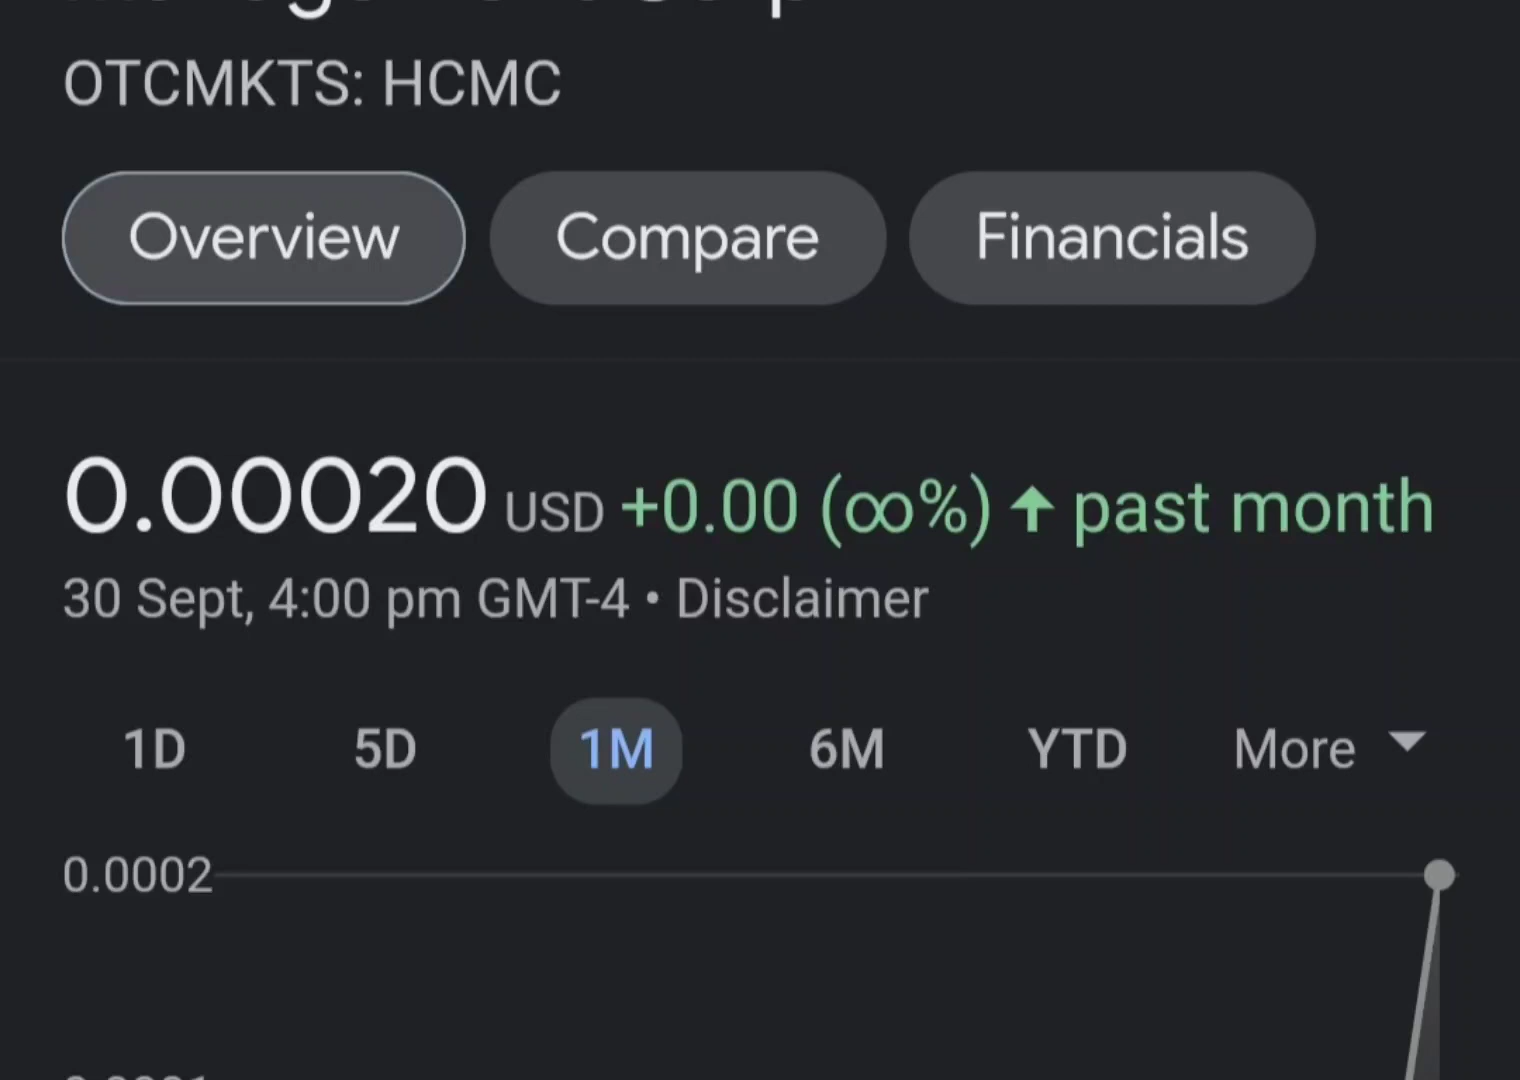 OTCMKTS: HCMC
Overview Compare Financials
0.00020 USD +0.00 (∞%) ↑ past month
30 Sept, 4:00 pm GMT-4 • Disclaimer
1D 5D 1M 6M YTD More
0.0002